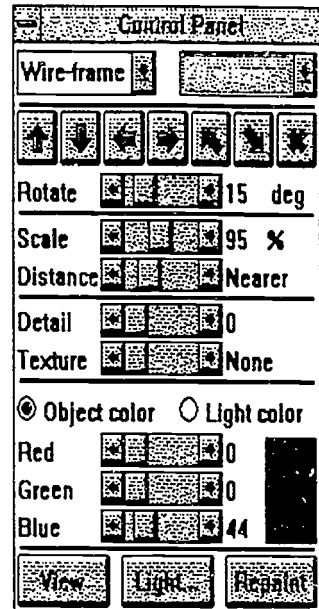 Control Panel
Wire-frame
Rotate 15 deg
Scale 95 %
Distance Nearer
Detail 0
Texture None
Object color Light color
Red 0
Green 0
Blue 44
View... Light... Repaint